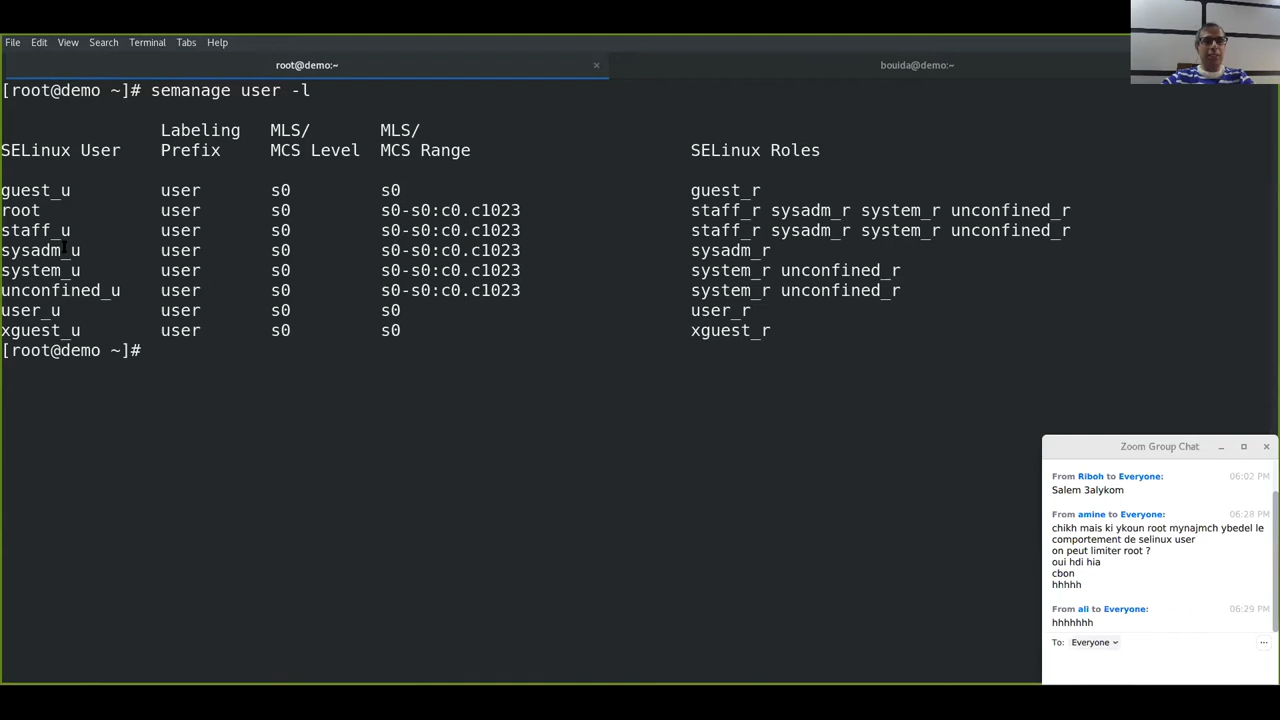 File Edit View Search Terminal Tabs Help
root@demo:~ × bouida@demo:~
[root@demo ~]# semanage user -l
Labeling MLS/ MLS/
SELinux User Prefix MCS Level MCS Range SELinux Roles
guest_u user s0 s0 guest_r
root user s0 s0-s0:c0.c1023 staff_r sysadm_r system_r unconfined_r
staff_u user s0 s0-s0:c0.c1023 staff_r sysadm_r system_r unconfined_r
sysadm_u user s0 s0-s0:c0.c1023 sysadm_r
system_u user s0 s0-s0:c0.c1023 system_r unconfined_r
unconfined_u user s0 s0-s0:c0.c1023 system_r unconfined_r
user_u user s0 s0 user_r
xguest_u user s0 s0 xguest_r
[root@demo ~]#
Zoom Group Chat
From Riboh to Everyone: 06:02 PM
Salem 3alykom
From amine to Everyone: 06:28 PM
chikh mais ki ykoun root mynajmch ybedel le
comportement de selinux user
on peut limiter root ?
oui hdi hia
cbon
hhhhh
From ali to Everyone: 06:29 PM
hhhhhhh
To: Everyone ...